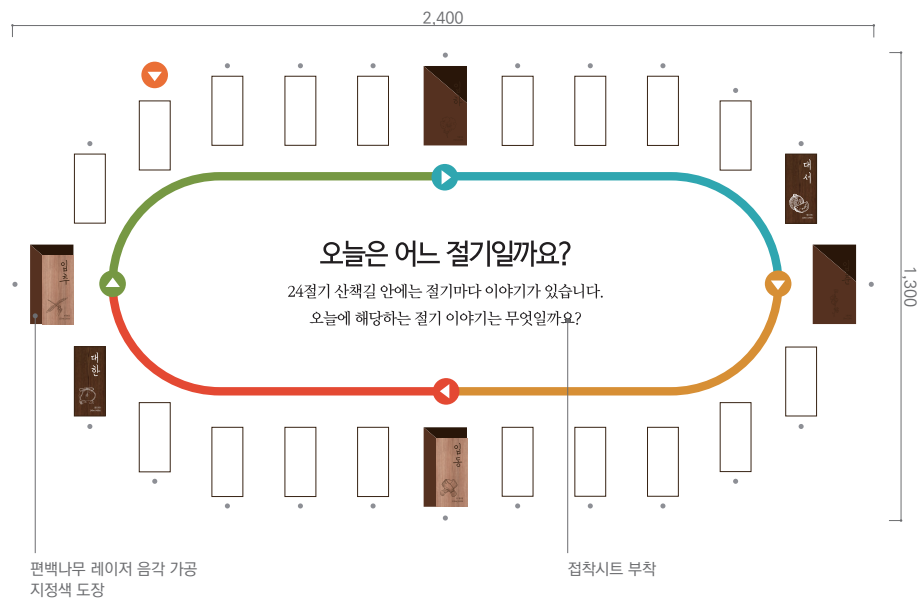 2,400
대서
오늘은 어느 절기일까요?
24절기 산책길 안에는 절기마다 이야기가 있습니다.
오늘에 해당하는 절기 이야기는 무엇일까요?
입추
1,300
대한
입동
편백나무 레이저 음각 가공
지정색 도장
접착시트 부착